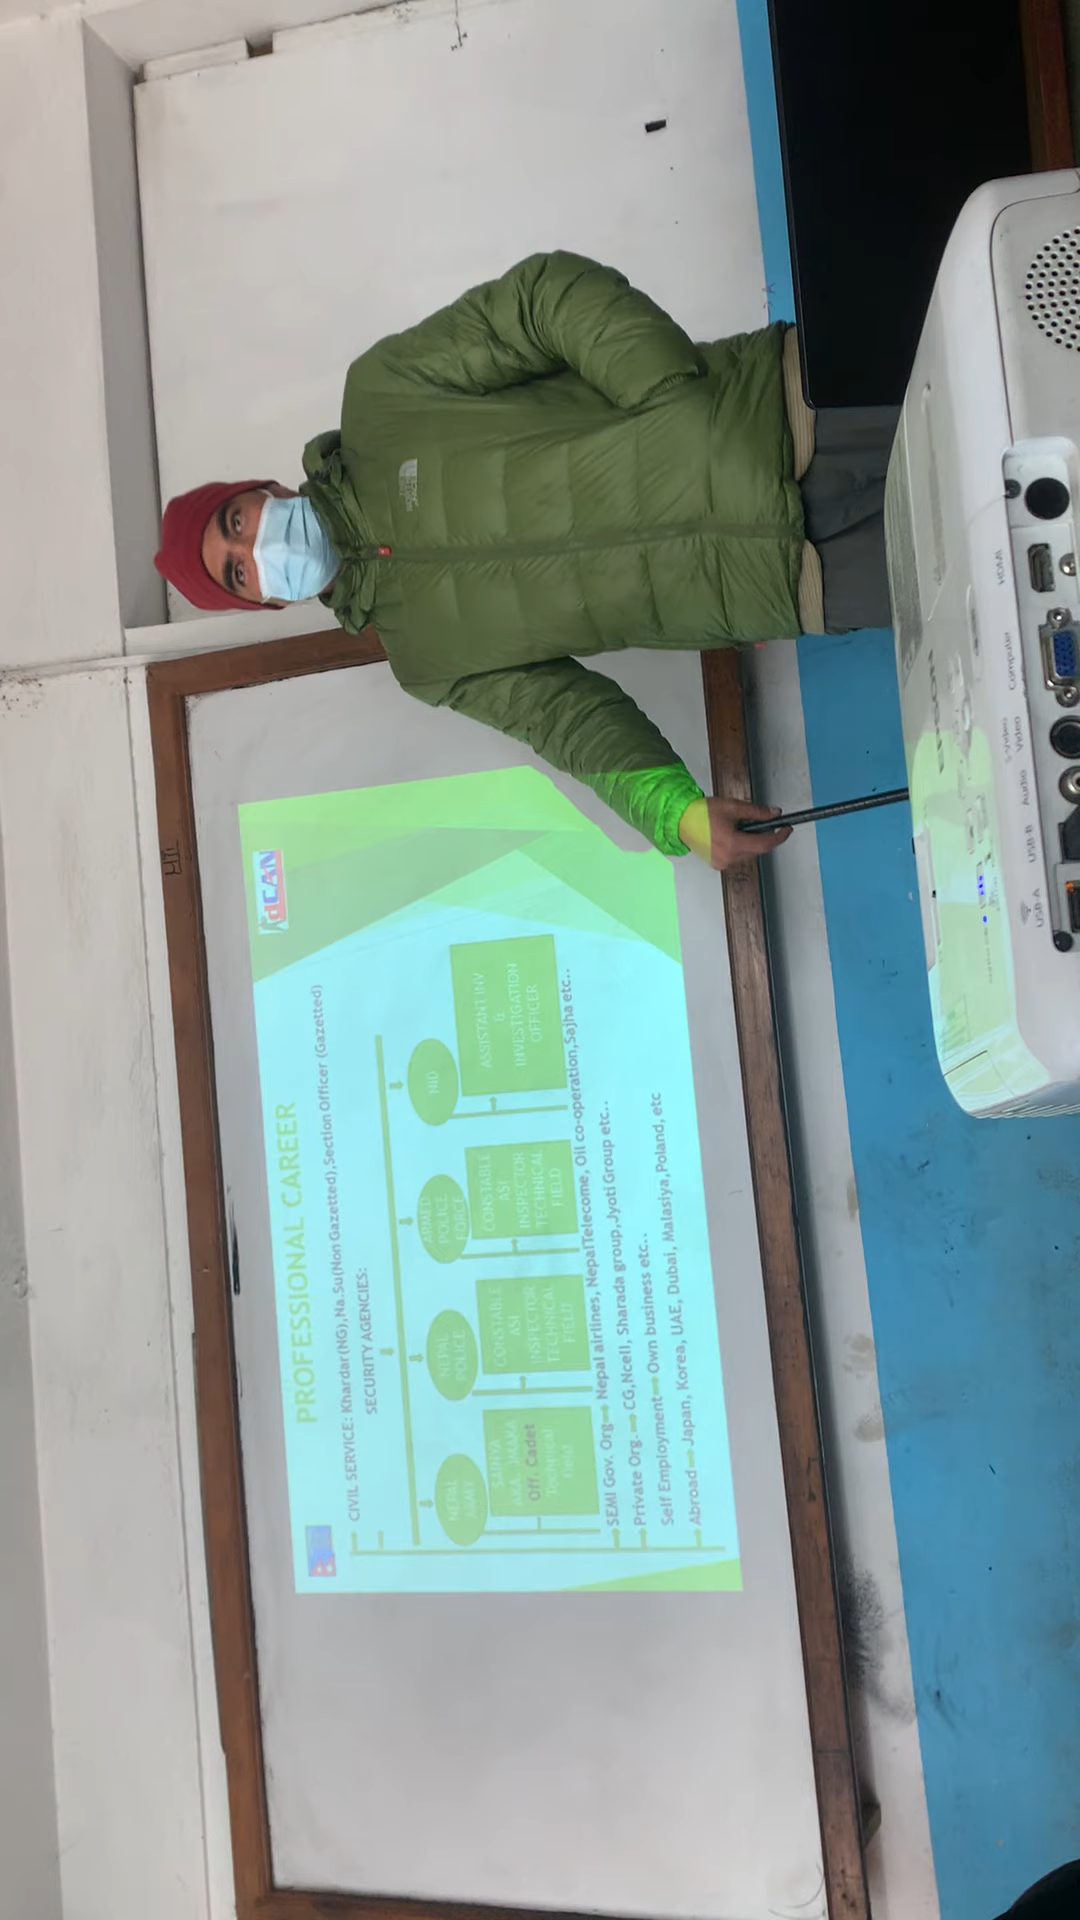 PROFESSIONAL CAREER
CIVIL SERVICE: Khardar(NG),Na.Su(Non Gazetted),Section Officer (Gazetted)
SECURITY AGENCIES:
NEPAL
ARMY
NEPAL
POLICE
ARMED
POLICE
FORCE
NID
SAINYA
Off. Cadet
Technical
field
CONSTABLE
ASI
INSPECTOR
TECHNICAL
FIELD
CONSTABLE
ASI
INSPECTOR
TECHNICAL
FIELD
ASSISTANT INV
&
INVESTIGATION
OFFICER
SEMI Gov. Org Nepal airlines, NepalTelecome, Oil co-operation,Sajha etc..
Private Org. CG,Ncell, Sharada group,Jyoti Group etc..
Self Employment Own business etc..
Abroad Japan, Korea, UAE, Dubai, Malasiya,Poland, etc
THE
NORTH
FACE
EPSON
HDMI
Computer
S-Video
Video
Audio
USB-B
USB-A